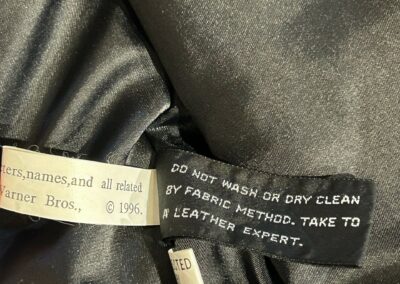 ters,names,and all related
Warner Bros., © 1996.
DO NOT WASH OR DRY CLEAN
BY FABRIC METHOD. TAKE TO
A LEATHER EXPERT.